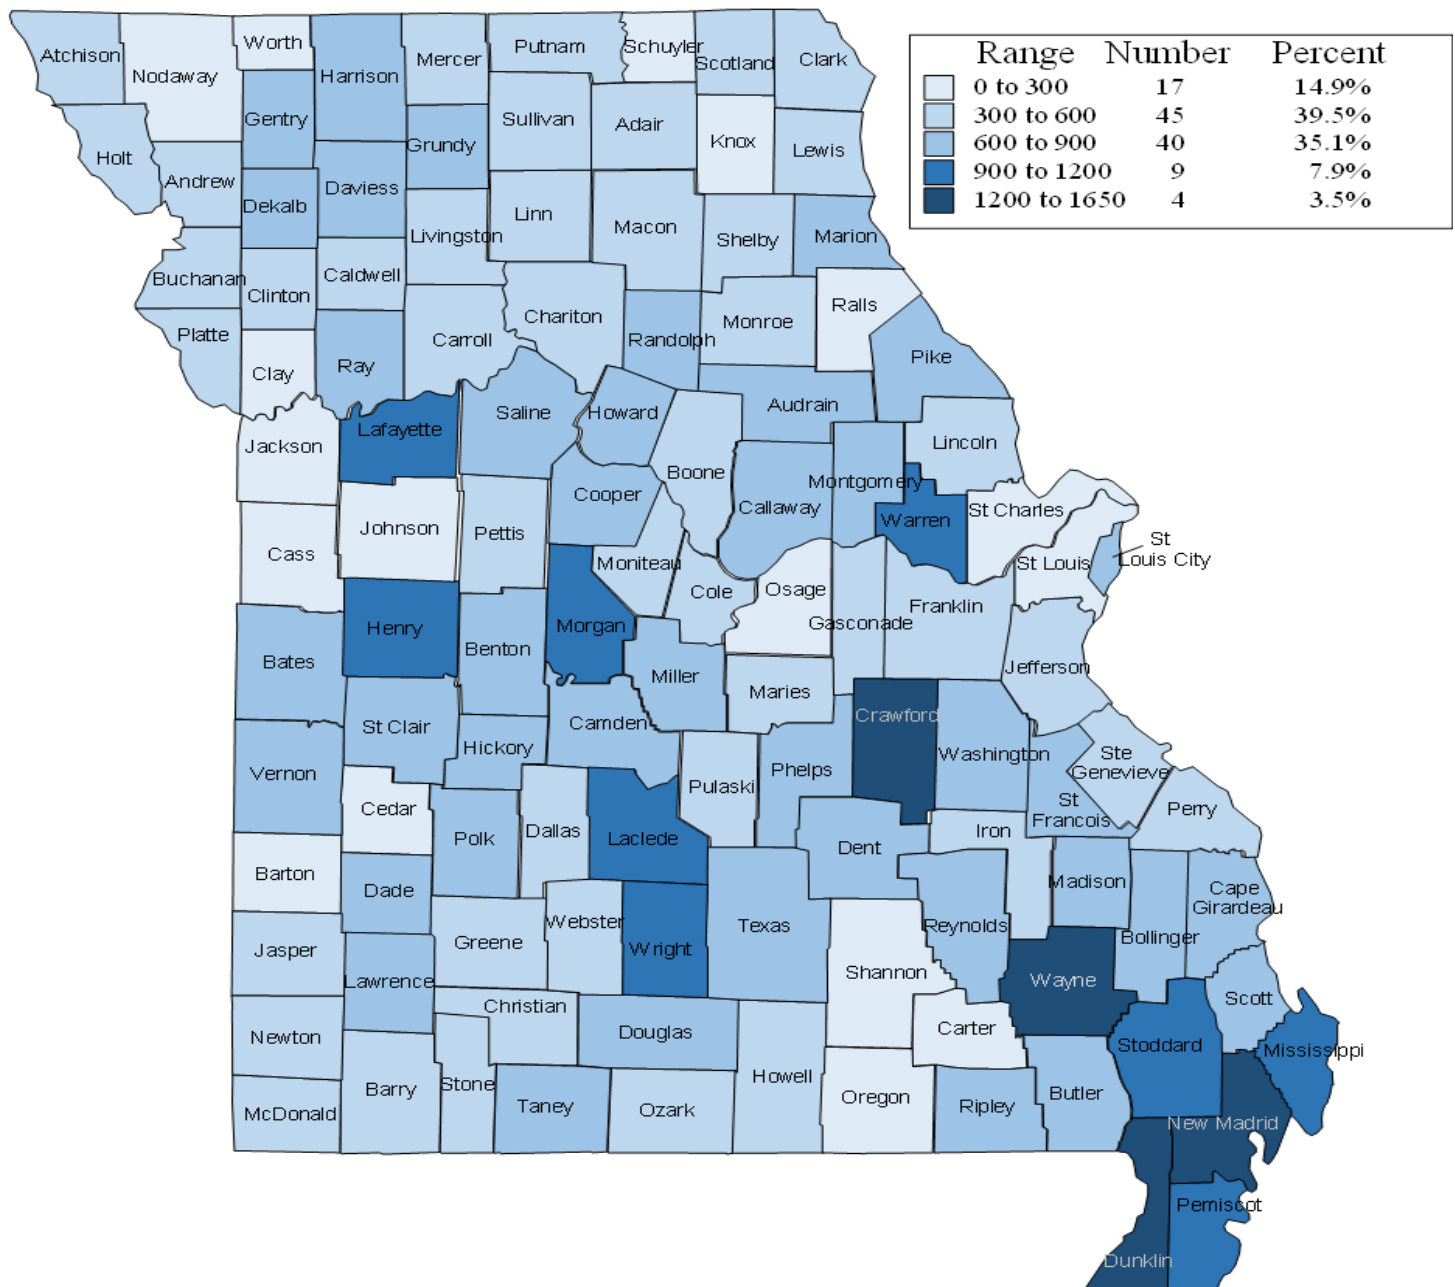 Range Number Percent
0 to 300 17 14.9%
300 to 600 45 39.5%
600 to 900 40 35.1%
900 to 1200 9 7.9%
1200 to 1650 4 3.5%
Atchison
Nodaway
Worth
Harrison
Mercer
Putnam
Schuyler
Scotland
Clark
Holt
Andrew
Gentry
Dekalb
Daviess
Grundy
Sullivan
Adair
Knox
Lewis
Livingston
Linn
Macon
Shelby
Marion
Buchanan
Clinton
Caldwell
Platte
Clay
Ray
Carroll
Chariton
Randolph
Monroe
Ralls
Pike
Jackson
Lafayette
Saline
Howard
Boone
Audrain
Lincoln
Cass
Johnson
Pettis
Cooper
Moniteau
Callaway
Montgomery
Warren
St Charles
St Louis
St
Louis City
Bates
Henry
Benton
Morgan
Cole
Osage
Gasconade
Franklin
Jefferson
Miller
Maries
Vernon
St Clair
Hickory
Camden
Pulaski
Phelps
Crawford
Washington
St
Francois
Ste
Genevieve
Perry
Cedar
Polk
Dallas
Laclede
Dent
Iron
Barton
Dade
Greene
Webster
Wright
Texas
Reynolds
Madison
Bollinger
Cape
Girardeau
Jasper
Lawrence
Christian
Douglas
Shannon
Wayne
Scott
Newton
Carter
Stoddard
Mississippi
McDonald
Barry
Stone
Taney
Ozark
Howell
Oregon
Ripley
Butler
New Madrid
Pemiscot
Dunklin